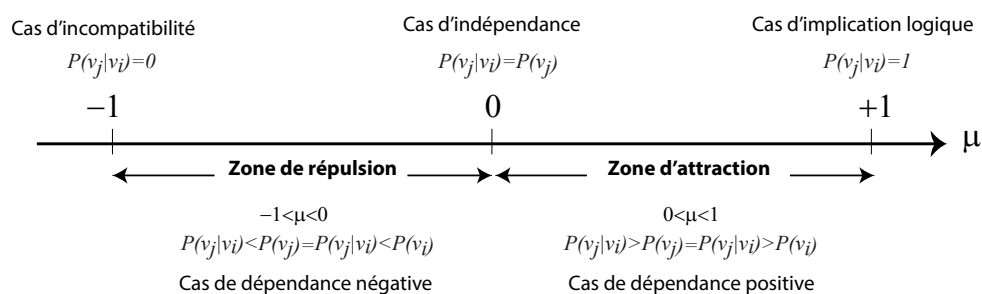 Cas d'incompatibilité Cas d'indépendance Cas d'implication logique
P(vj|vi)=0 P(vj|vi)=P(vj) P(vj|vi)=1
−1 0 +1
μ
Zone de répulsion Zone d'attraction
−1<μ<0 0<μ<1
P(vj|vi)<P(vj)=P(vj|vi)<P(vi) P(vj|vi)>P(vj)=P(vj|vi)>P(vi)
Cas de dépendance négative Cas de dépendance positive